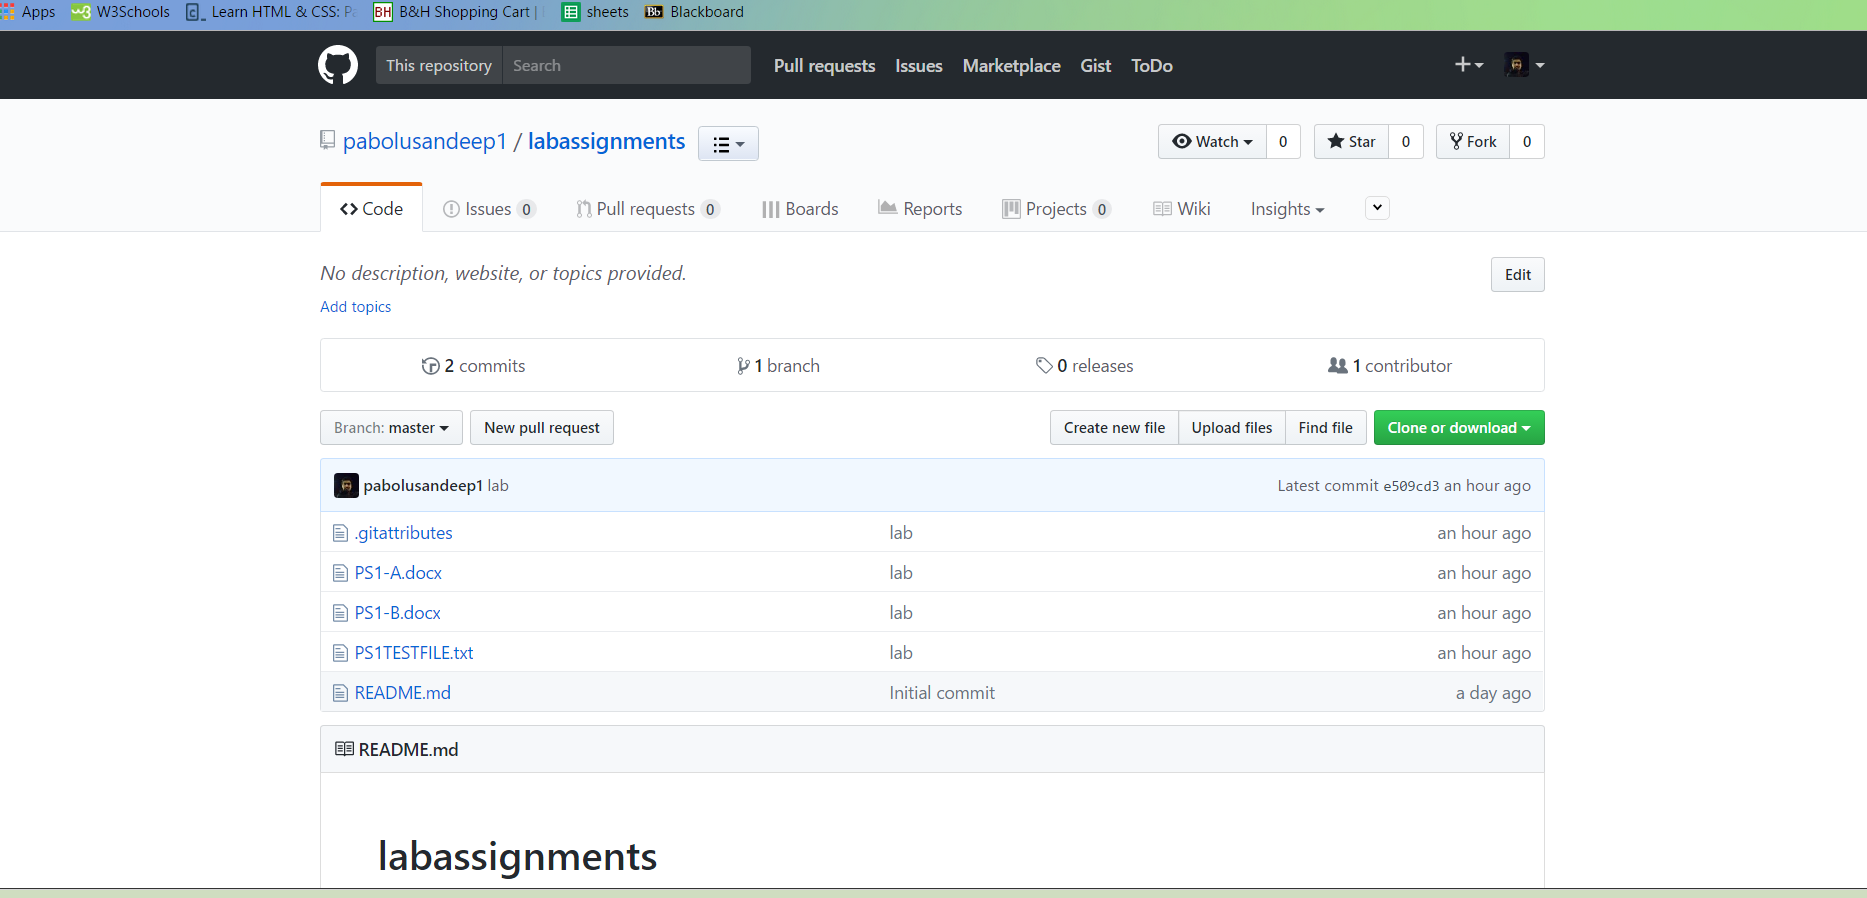 Apps W3Schools Learn HTML & CSS: Pa B&H Shopping Cart | sheets Blackboard
This repository Search Pull requests Issues Marketplace Gist ToDo
pabolusandeep1 / labassignments Watch 0 Star 0 Fork 0
Code Issues 0 Pull requests 0 Boards Reports Projects 0 Wiki Insights
No description, website, or topics provided. Edit
Add topics
2 commits 1 branch 0 releases 1 contributor
Branch: master New pull request Create new file Upload files Find file Clone or download
pabolusandeep1 lab Latest commit e509cd3 an hour ago
.gitattributes lab an hour ago
PS1-A.docx lab an hour ago
PS1-B.docx lab an hour ago
PS1TESTFILE.txt lab an hour ago
README.md Initial commit a day ago
README.md
labassignments